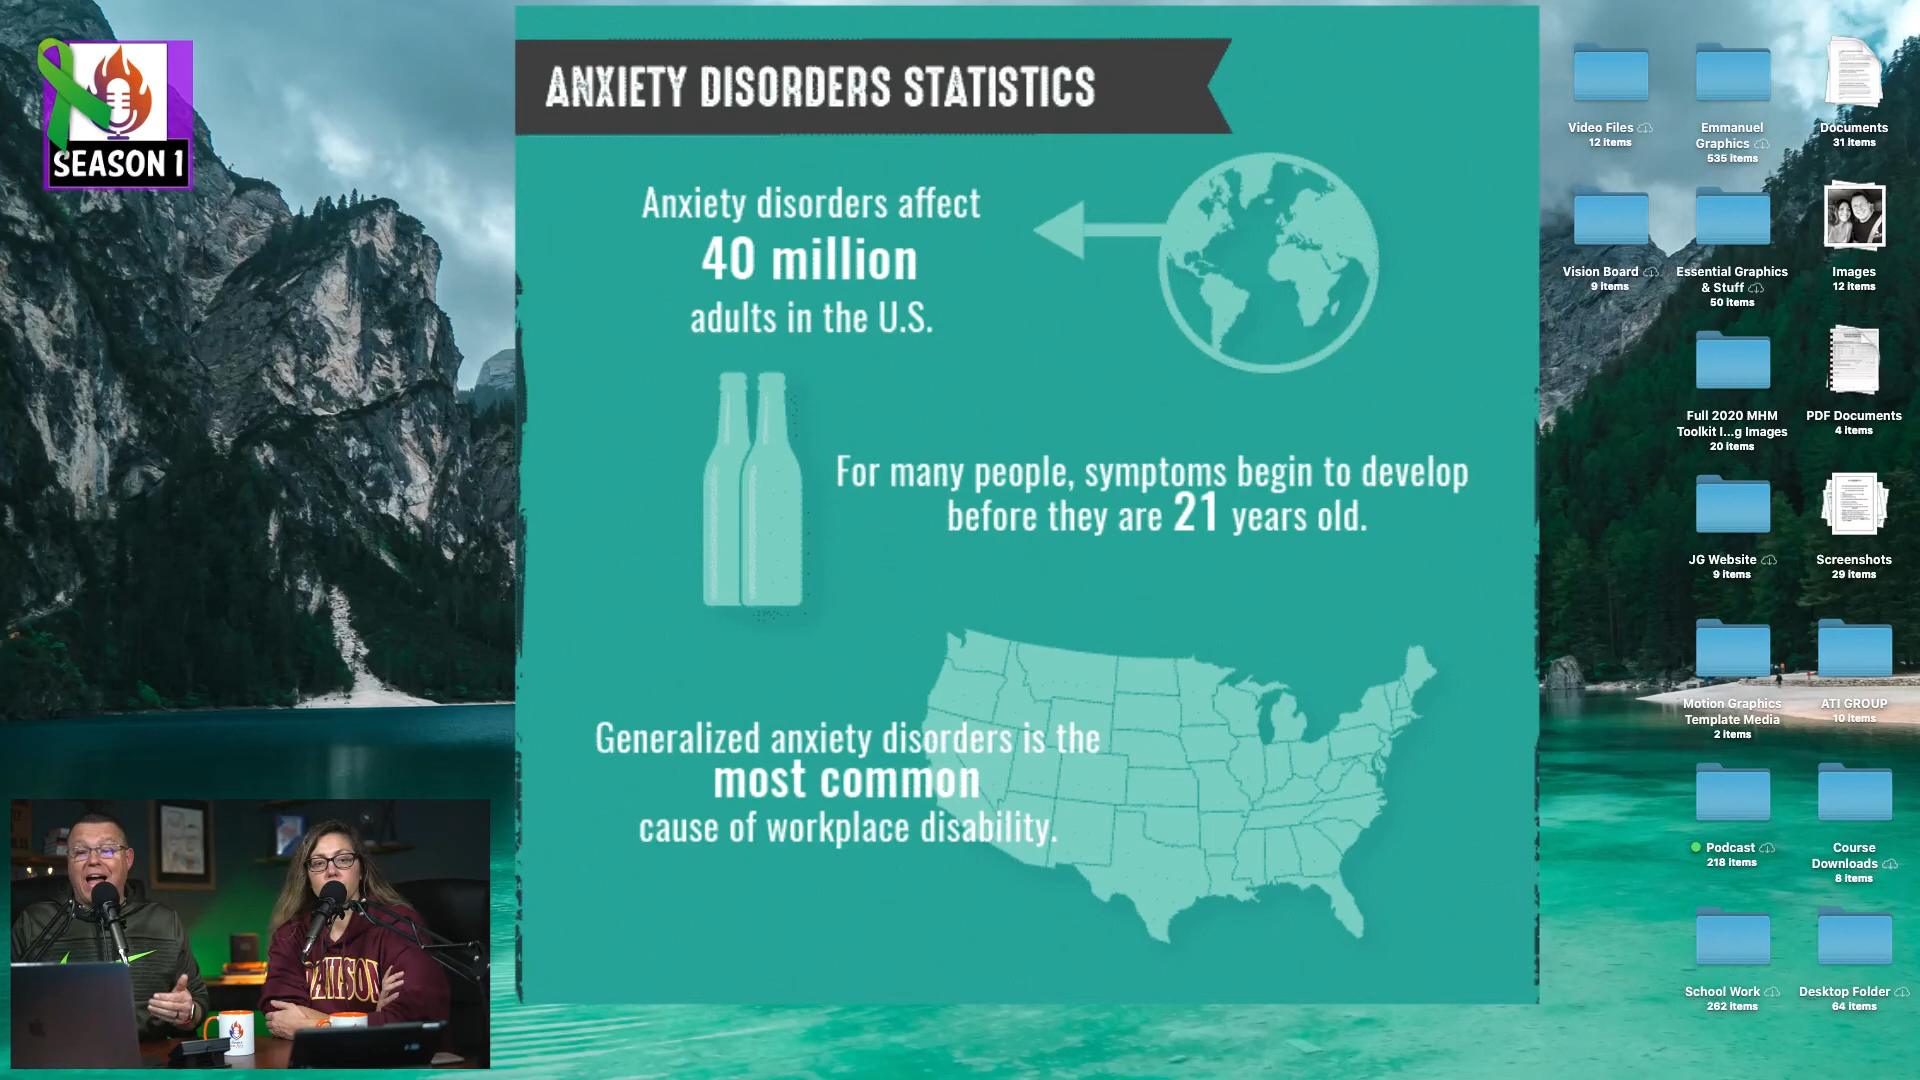 SEASON 1
ANXIETY DISORDERS STATISTICS
Anxiety disorders affect
40 million
adults in the U.S.
For many people, symptoms begin to develop
before they are 21 years old.
Generalized anxiety disorders is the
most common
cause of workplace disability.
Video Files
12 items
Emmanuel
Graphics
535 items
Documents
31 items
Vision Board
9 items
Essential Graphics
& Stuff
50 items
Images
12 items
Full 2020 MHM
Toolkit I...g Images
20 items
PDF Documents
4 items
JG Website
9 items
Screenshots
29 items
Motion Graphics
Template Media
2 items
ATI GROUP
10 items
Podcast
218 items
Course
Downloads
8 items
School Work
262 items
Desktop Folder
64 items
DAVISON